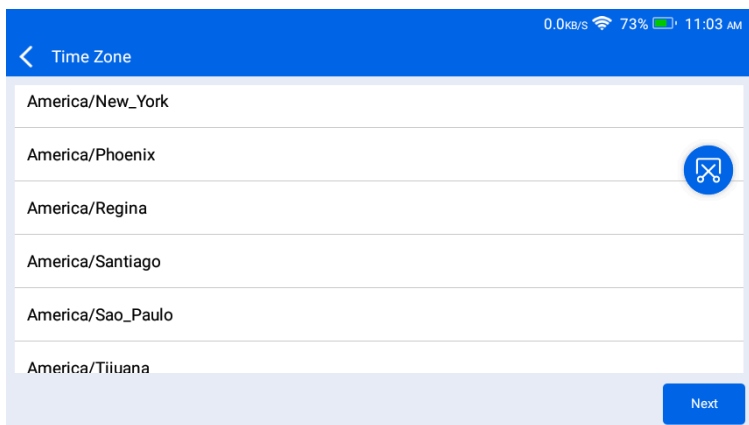 0.0KB/S 73% 11:03 AM
Time Zone
America/New_York
America/Phoenix
America/Regina
America/Santiago
America/Sao_Paulo
America/Tijuana
Next